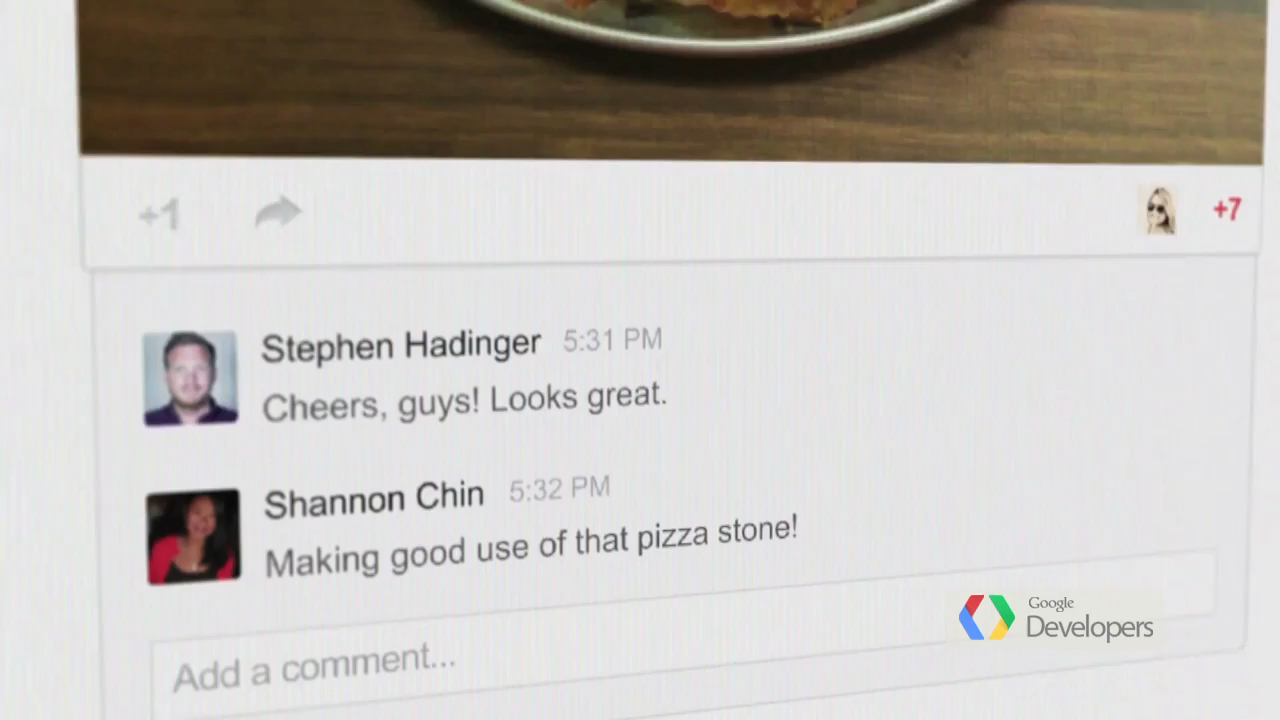 +1
+7
Stephen Hadinger 5:31 PM
Cheers, guys! Looks great.
Shannon Chin 5:32 PM
Making good use of that pizza stone!
Add a comment...
Google
Developers